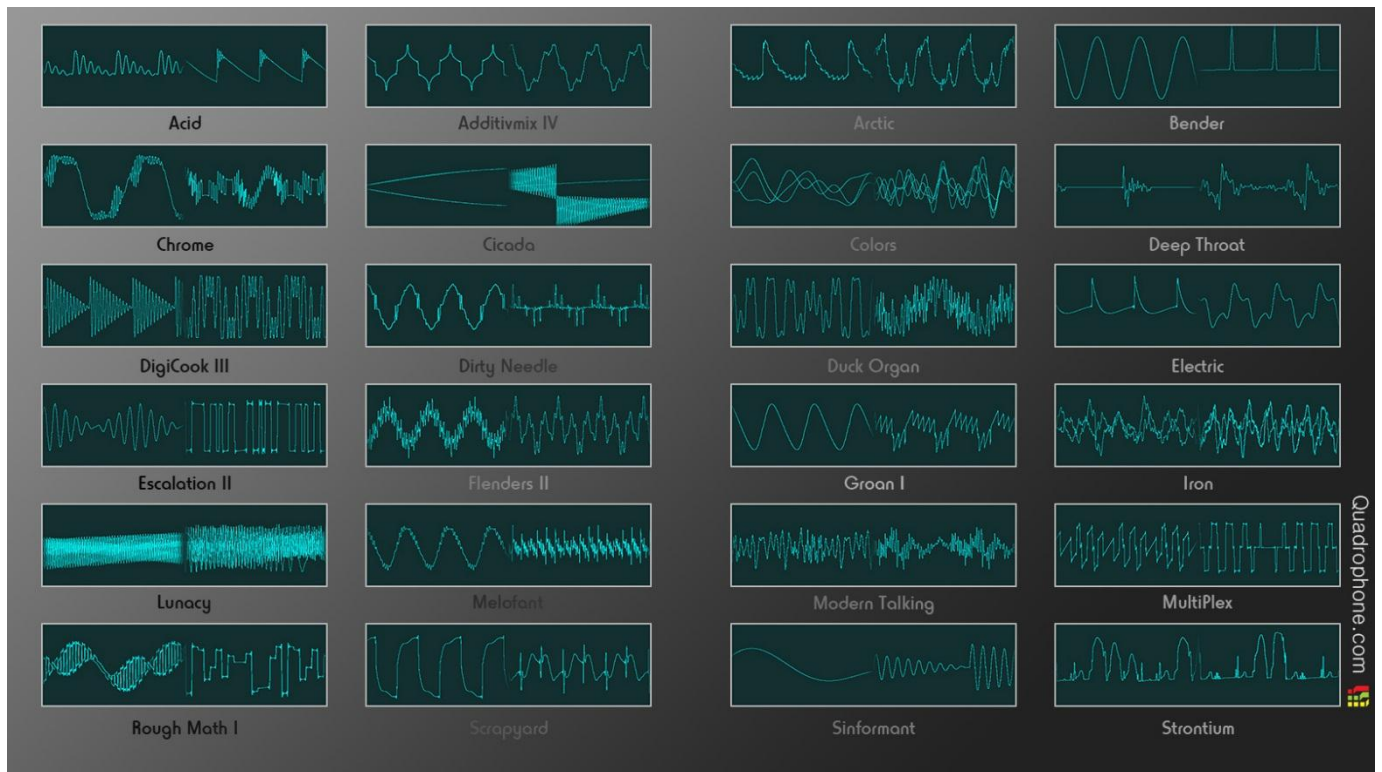 Acid
Additivmix IV
Arctic
Bender
Chrome
Cicada
Colors
Deep Throat
DigiCook III
Dirty Needle
Duck Organ
Electric
Escalation II
Flenders II
Groan I
Iron
Lunacy
Melofant
Modern Talking
MultiPlex
Rough Math I
Scrapyard
Sinformant
Strontium
Quadrophone.com